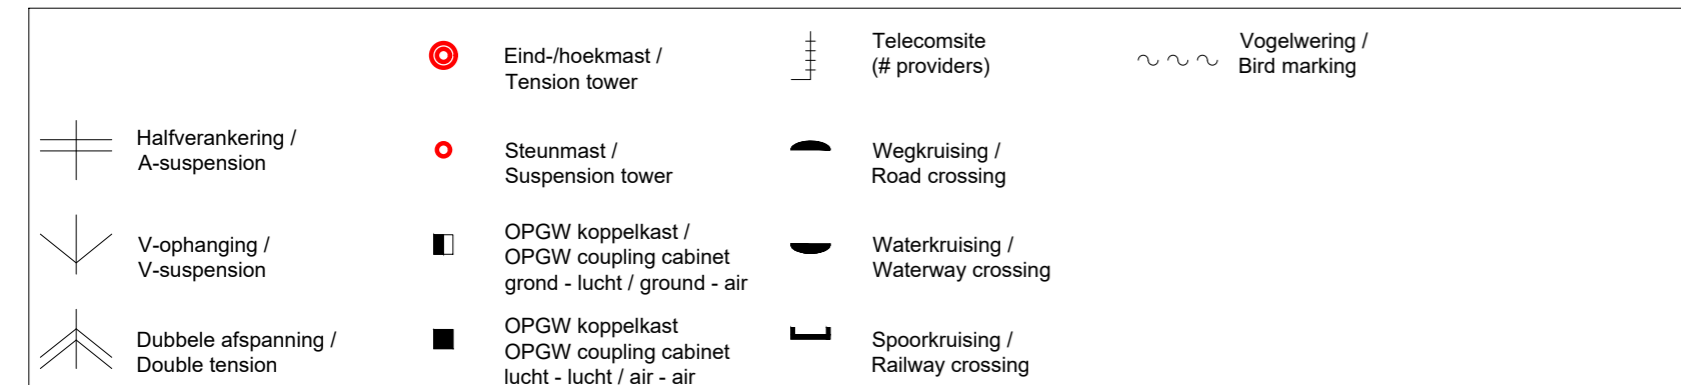 Halfverankering /
A-suspension
V-ophanging /
V-suspension
Dubbele afspanning /
Double tension
Eind-/hoekmast /
Tension tower
Steunmast /
Suspension tower
OPGW koppelkast /
OPGW coupling cabinet
grond - lucht / ground - air
OPGW koppelkast
OPGW coupling cabinet
lucht - lucht / air - air
Telecomsite
(# providers)
Wegkruising /
Road crossing
Waterkruising /
Waterway crossing
Spoorkruising /
Railway crossing
Vogelwering /
Bird marking